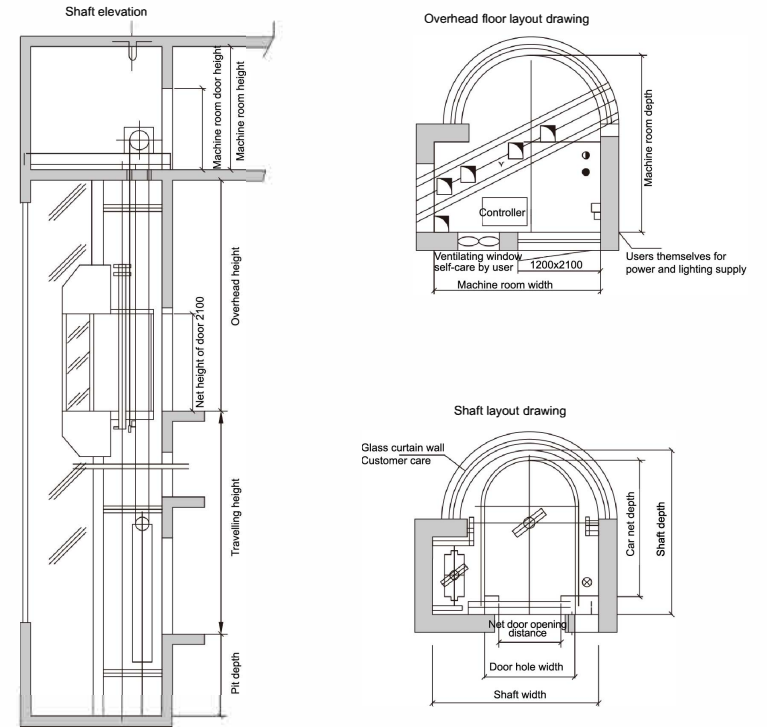 Shaft elevation
Machine room door height
Machine room height
Overhead height
Net height of door 2100
Travelling height
Pit depth
Overhead floor layout drawing
Machine room depth
Controller
Ventilating window
self-care by user
1200x2100
Users themselves for
power and lighting supply
Machine room width
Shaft layout drawing
Glass curtain wall
Customer care
Car net depth
Shaft depth
Net door opening
distance
Door hole width
Shaft width